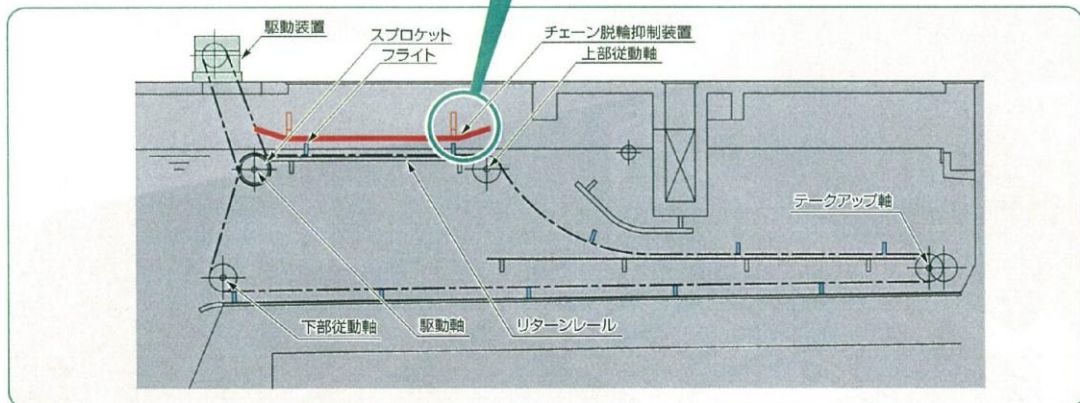 駆動装置
スプロケット
フライト
チェーン脱輪抑制装置
上部従動軸
テークアップ軸
下部従動軸
駆動軸
リターンレール